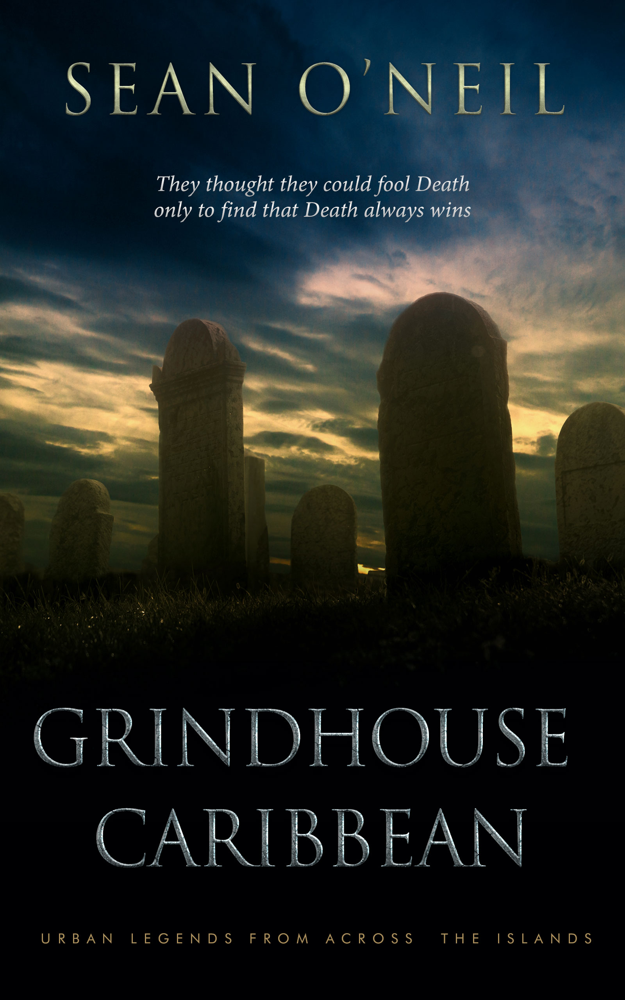 SEAN O’NEIL
They thought they could fool Death
only to find that Death always wins
GRINDHOUSE
CARIBBEAN
URBAN LEGENDS FROM ACROSS THE ISLANDS